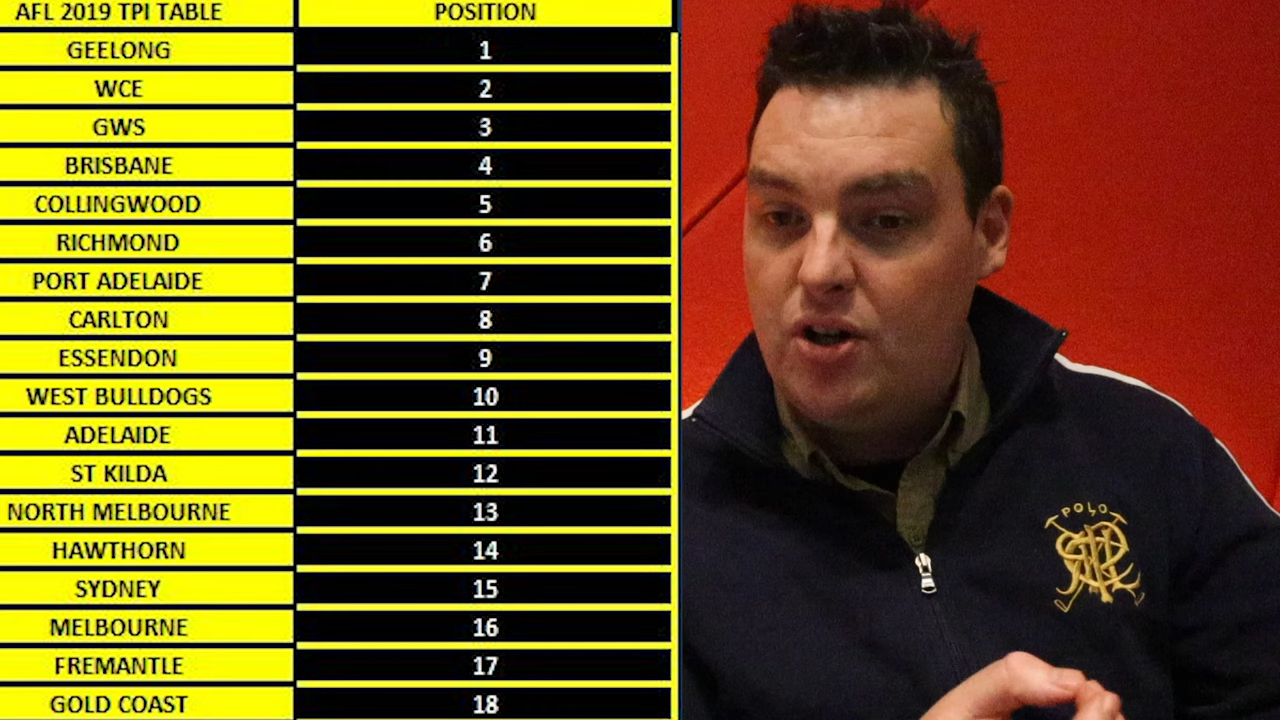 AFL 2019 TPI TABLE POSITION
GEELONG 1
WCE 2
GWS 3
BRISBANE 4
COLLINGWOOD 5
RICHMOND 6
PORT ADELAIDE 7
CARLTON 8
ESSENDON 9
WEST BULLDOGS 10
ADELAIDE 11
ST KILDA 12
NORTH MELBOURNE 13
HAWTHORN 14
SYDNEY 15
MELBOURNE 16
FREMANTLE 17
GOLD COAST 18
POLO